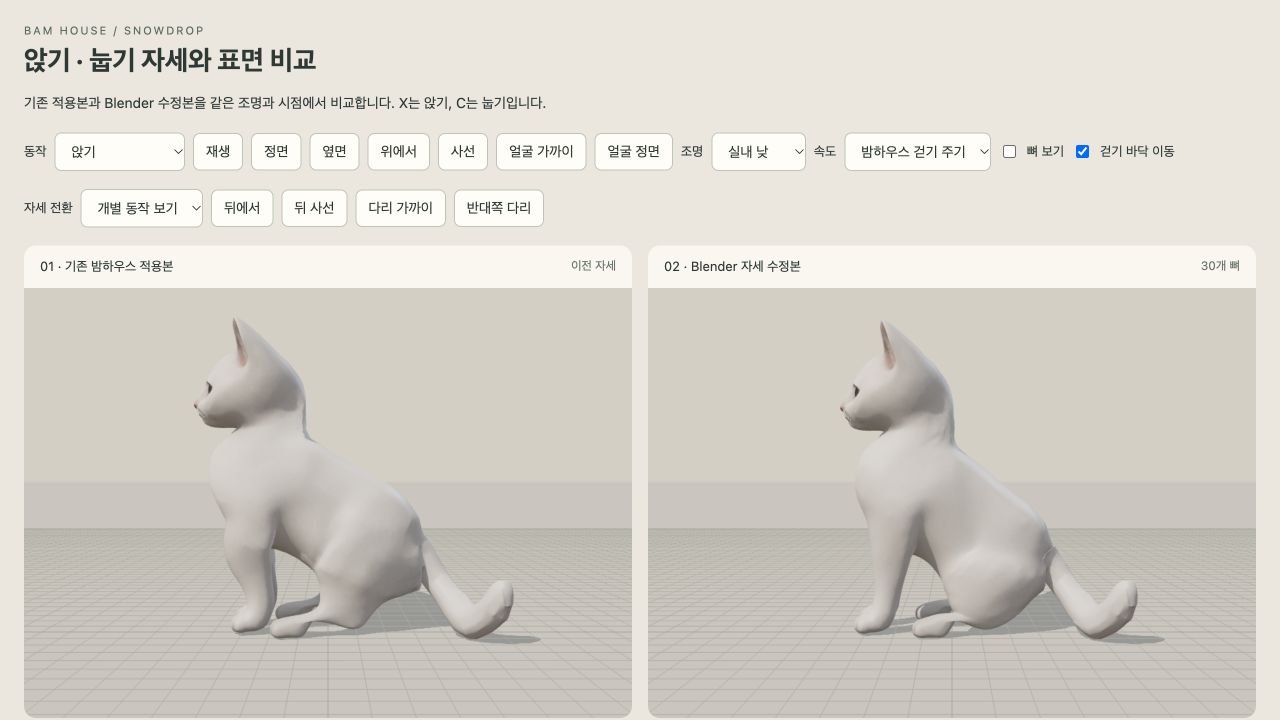 BAM HOUSE / SNOWDROP
앉기 · 눕기 자세와 표면 비교
기존 적용본과 Blender 수정본을 같은 조명과 시점에서 비교합니다. X는 앉기, C는 눕기입니다.
동작 앉기 재생 정면 옆면 위에서 사선 얼굴 가까이 얼굴 정면 조명 실내 낮 속도 밤하우스 걷기 주기 뼈 보기 걷기 바닥 이동
자세 전환 개별 동작 보기 뒤에서 뒤 사선 다리 가까이 반대쪽 다리
01 · 기존 밤하우스 적용본 이전 자세
02 · Blender 자세 수정본 30개 뼈